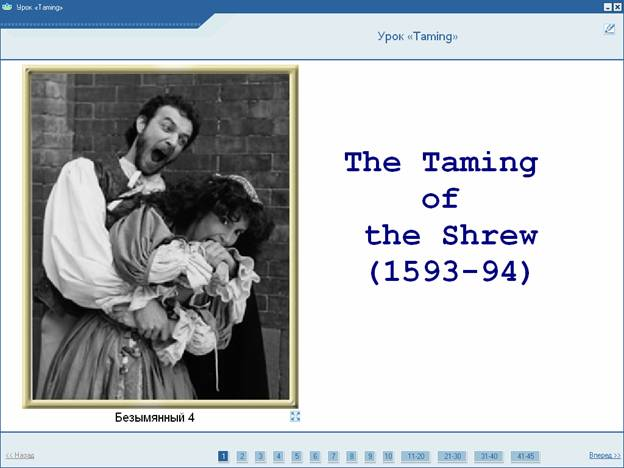 Урок «Taming»
Урок «Taming»
The Taming
of
the Shrew
(1593-94)
Безымянный 4
<< Назад
1 2 3 4 5 6 7 8 9 10 11-20 21-30 31-40 41-45
Вперед >>